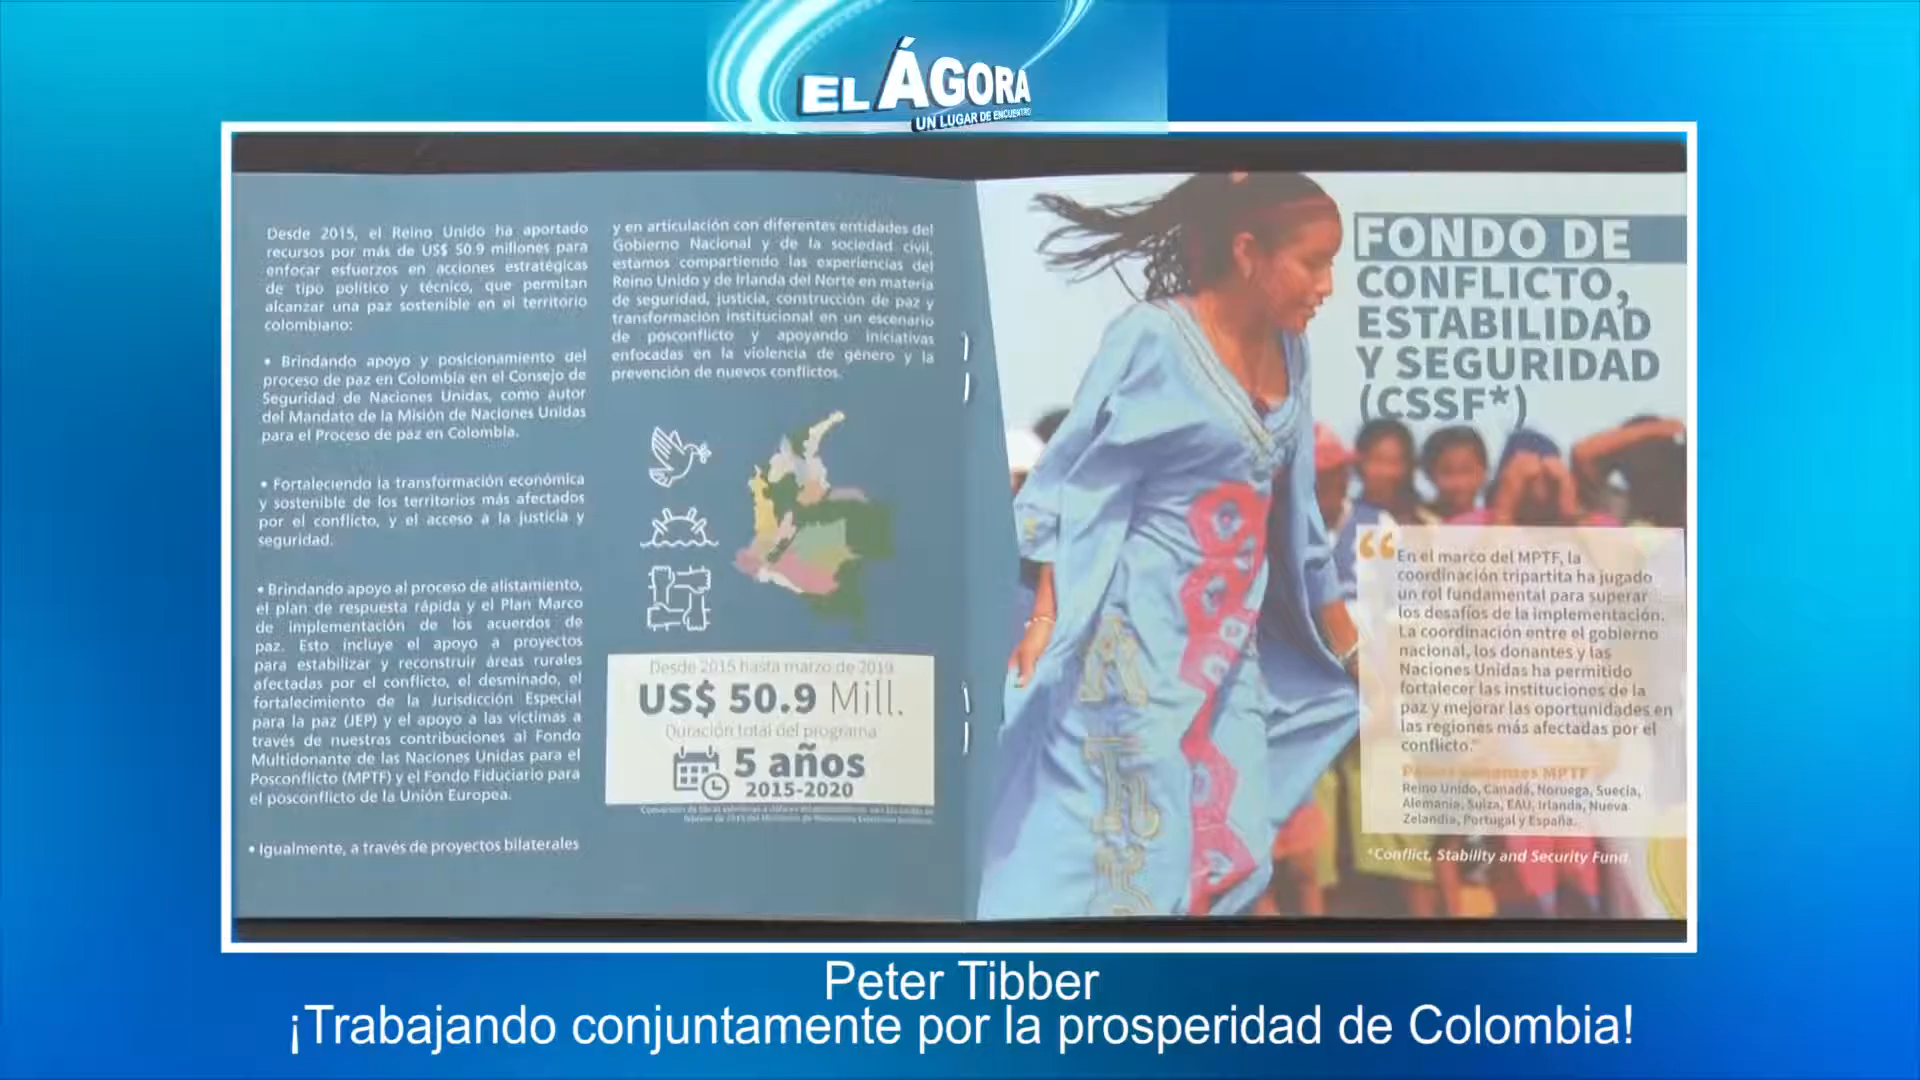 EL ÁGORA
UN LUGAR DE ENCUENTRO
Desde 2015, el Reino Unido ha aportado
recursos por más de US$ 50.9 millones para
enfocar esfuerzos en acciones estratégicas
de tipo político y técnico, que permitan
alcanzar una paz sostenible en el territorio
colombiano:
• Brindando apoyo y posicionamiento del
proceso de paz en Colombia en el Consejo de
Seguridad de Naciones Unidas, como autor
del Mandato de la Misión de Naciones Unidas
para el Proceso de paz en Colombia.
• Fortaleciendo la transformación económica
y sostenible de los territorios más afectados
por el conflicto, y el acceso a la justicia y
seguridad.
• Brindando apoyo al proceso de alistamiento,
el plan de respuesta rápida y el Plan Marco
de implementación de los acuerdos de
paz. Esto incluye el apoyo a proyectos
para estabilizar y reconstruir áreas rurales
afectadas por el conflicto, el desminado, el
fortalecimiento de la Jurisdicción Especial
para la paz (JEP) y el apoyo a las víctimas a
través de nuestras contribuciones al Fondo
Multidonante de las Naciones Unidas para el
Posconflicto (MPTF) y el Fondo Fiduciario para
el posconflicto de la Unión Europea.
• Igualmente, a través de proyectos bilaterales
y en articulación con diferentes entidades del
Gobierno Nacional y de la sociedad civil,
estamos compartiendo las experiencias del
Reino Unido y de Irlanda del Norte en materia
de seguridad, justicia, construcción de paz y
transformación institucional en un escenario
de posconflicto y apoyando iniciativas
enfocadas en la violencia de género y la
prevención de nuevos conflictos.
Desde 2015 hasta marzo de 2019
US$ 50.9 Mill.
Duración total del programa
5 años
2015-2020
FONDO DE
CONFLICTO,
ESTABILIDAD
Y SEGURIDAD
(CSSF*)
“En el marco del MPTF, la
coordinación tripartita ha jugado
un rol fundamental para superar
los desafíos de la implementación.
La coordinación entre el gobierno
nacional, los donantes y las
Naciones Unidas ha permitido
fortalecer las instituciones de la
paz y mejorar las oportunidades en
las regiones más afectadas por el
conflicto.”
Países donantes MPTF
Reino Unido, Canadá, Noruega, Suecia,
Alemania, Suiza, EAU, Irlanda, Nueva
Zelandia, Portugal y España.
*Conflict, Stability and Security Fund
Peter Tibber
¡Trabajando conjuntamente por la prosperidad de Colombia!